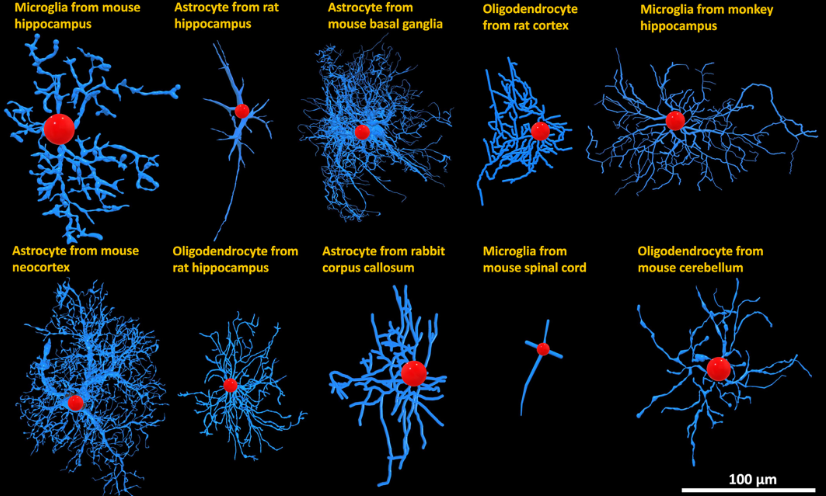 Microglia from mouse
hippocampus
Astrocyte from rat
hippocampus
Astrocyte from
mouse basal ganglia
Oligodendrocyte
from rat cortex
Microglia from monkey
hippocampus
Astrocyte from mouse
neocortex
Oligodendrocyte from
rat hippocampus
Astrocyte from rabbit
corpus callosum
Microglia from
mouse spinal cord
Oligodendrocyte from
mouse cerebellum
100 µm